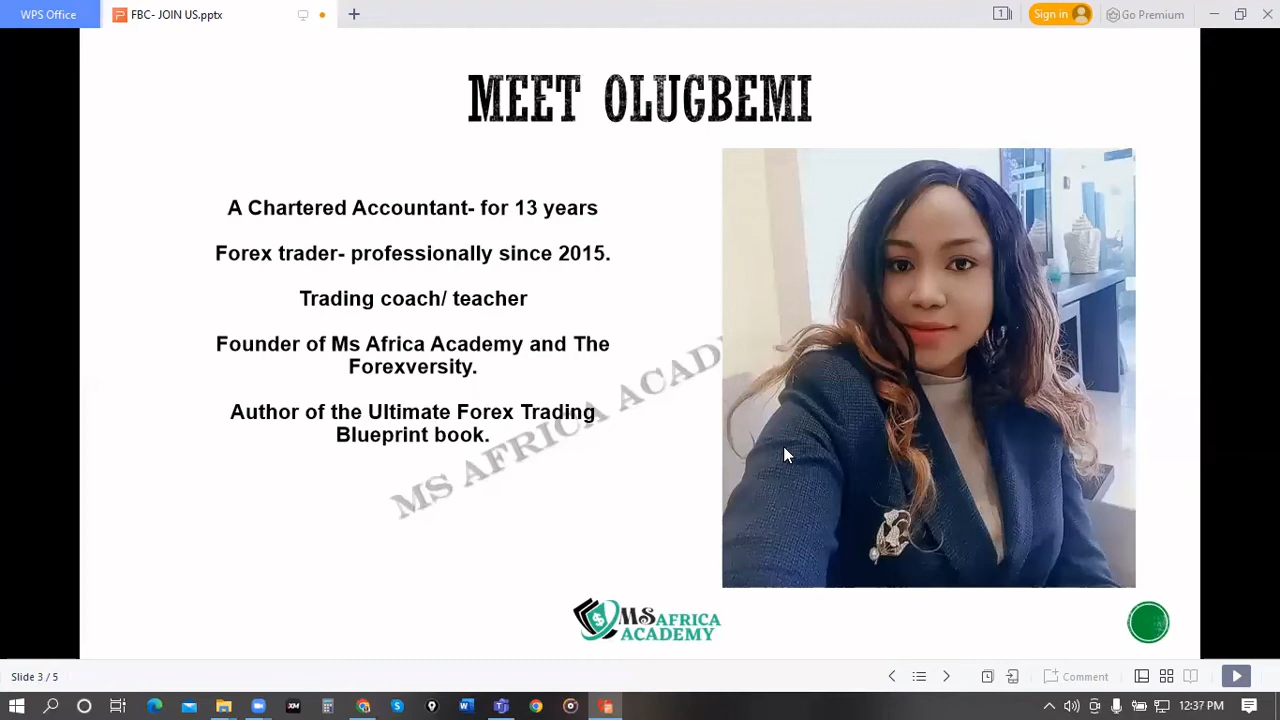 WPS Office
FBC- JOIN US.pptx
1
Sign in
Go Premium
MEET OLUGBEMI
A Chartered Accountant- for 13 years
Forex trader- professionally since 2015.
Trading coach/ teacher
Founder of Ms Africa Academy and The
Forexversity.
Author of the Ultimate Forex Trading
Blueprint book.
MS AFRICA ACAD
MS AFRICA
ACADEMY
Slide 3 / 5
Comment
XM
12:37 PM